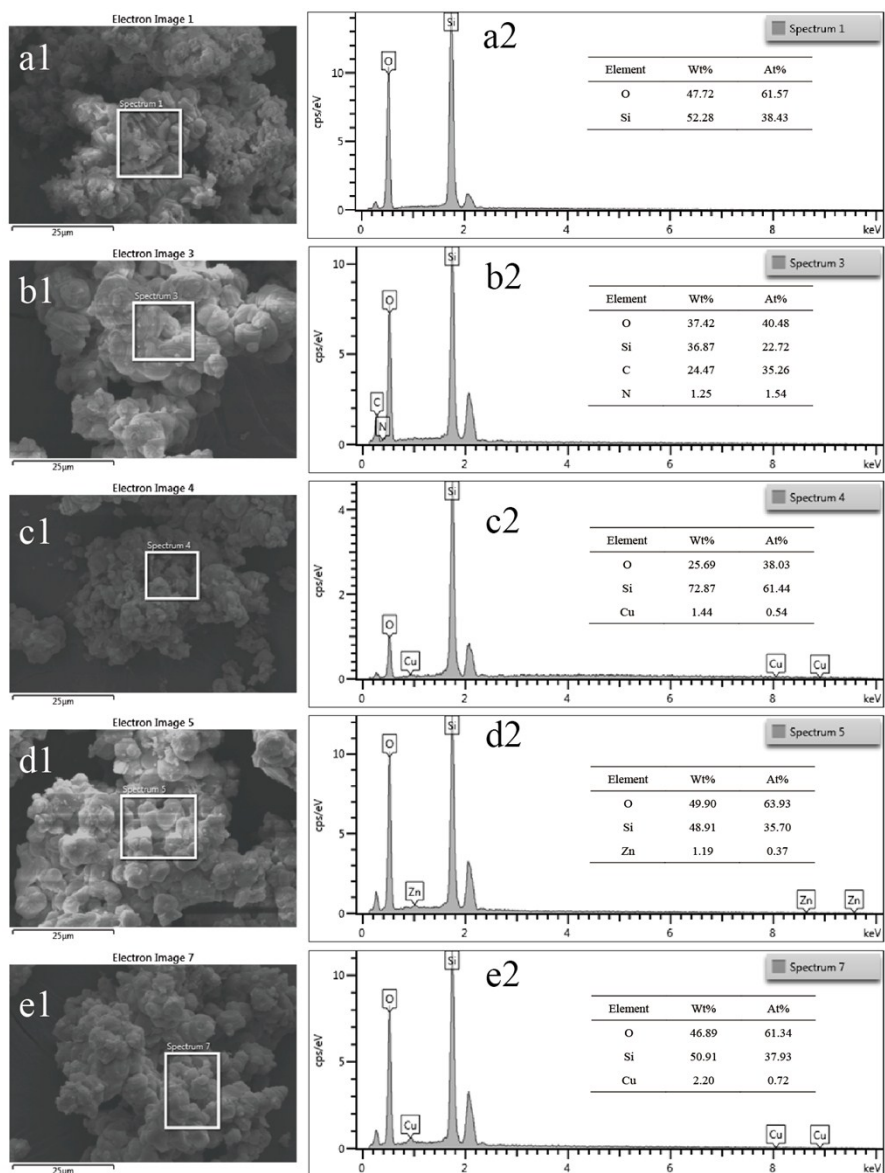 Electron Image 1
a1
Spectrum 1
25µm
a2
Spectrum 1
Element Wt% At%
O 47.72 61.57
Si 52.28 38.43
O
Si
cps/eV
10
5
0
0 2 4 6 8 keV
Electron Image 3
b1
Spectrum 3
25µm
b2
Spectrum 3
Element Wt% At%
O 37.42 40.48
Si 36.87 22.72
C 24.47 35.26
N 1.25 1.54
Si
O
C
N
cps/eV
10
5
0
0 2 4 6 8 keV
Electron Image 4
c1
Spectrum 4
25µm
c2
Spectrum 4
Element Wt% At%
O 25.69 38.03
Si 72.87 61.44
Cu 1.44 0.54
Si
O
Cu Cu Cu
cps/eV
4
2
0
0 2 4 6 8 keV
Electron Image 5
d1
Spectrum 5
25µm
d2
Spectrum 5
Element Wt% At%
O 49.90 63.93
Si 48.91 35.70
Zn 1.19 0.37
Si
O
Zn Zn Zn
cps/eV
10
5
0
0 2 4 6 8 keV
Electron Image 7
e1
Spectrum 7
25µm
e2
Spectrum 7
Element Wt% At%
O 46.89 61.34
Si 50.91 37.93
Cu 2.20 0.72
Si
O
Cu Cu Cu
cps/eV
10
5
0
0 2 4 6 8 keV